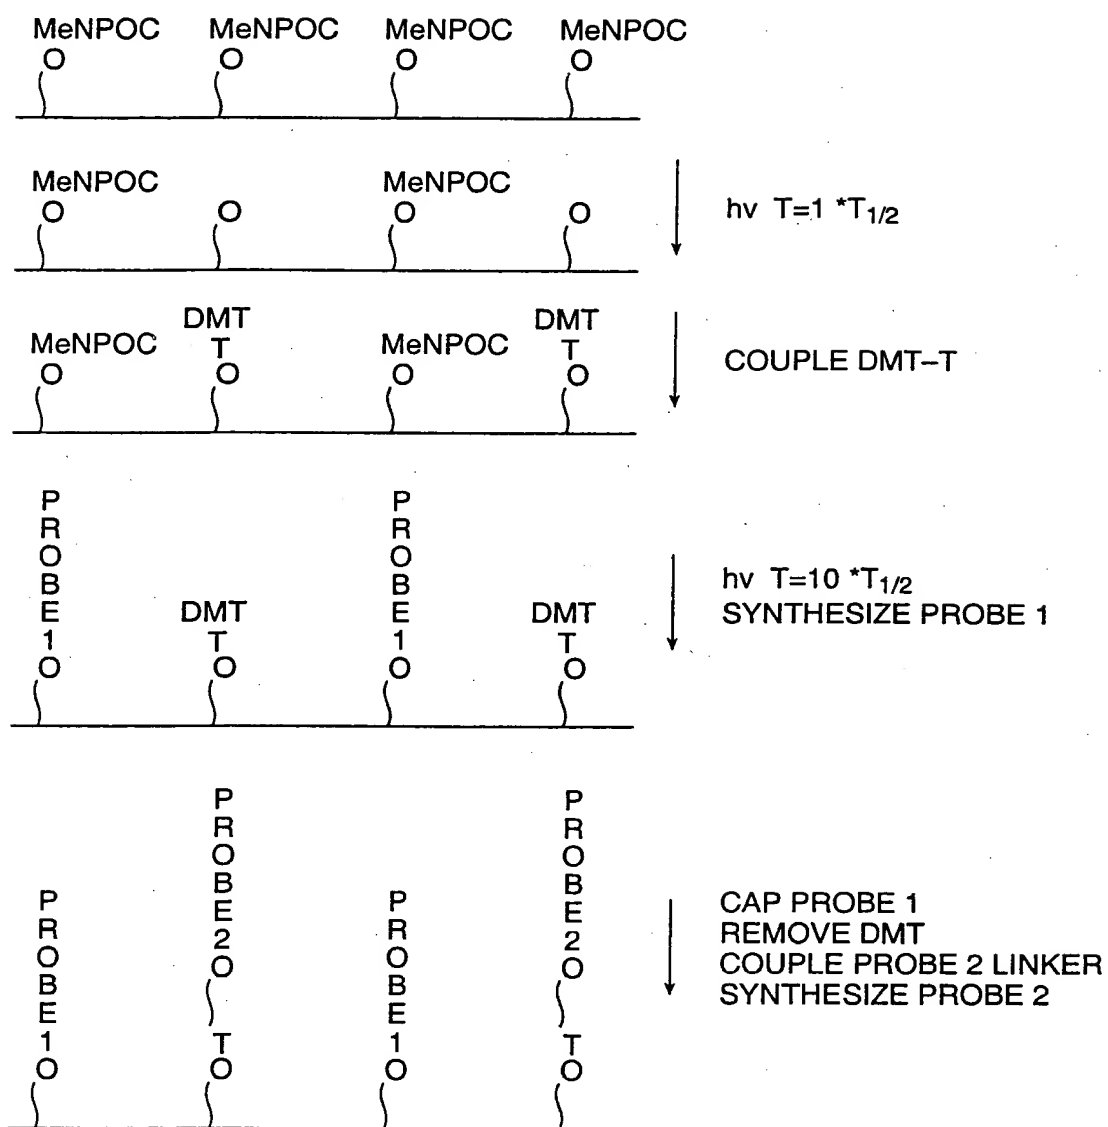 MeNPOC MeNPOC MeNPOC MeNPOC
O O O O
MeNPOC MeNPOC
O O O O
hv T=1 *T1/2
DMT DMT
MeNPOC T MeNPOC T
O O O O
COUPLE DMT–T
P P
R R
O O
B B
E DMT E DMT
1 T 1 T
O O O O
hv T=10 *T1/2
SYNTHESIZE PROBE 1
P P
R R
O O
B B
P E P E
R 2 R 2
O O O O
B B
E E
1 T 1 T
O O O O
CAP PROBE 1
REMOVE DMT
COUPLE PROBE 2 LINKER
SYNTHESIZE PROBE 2